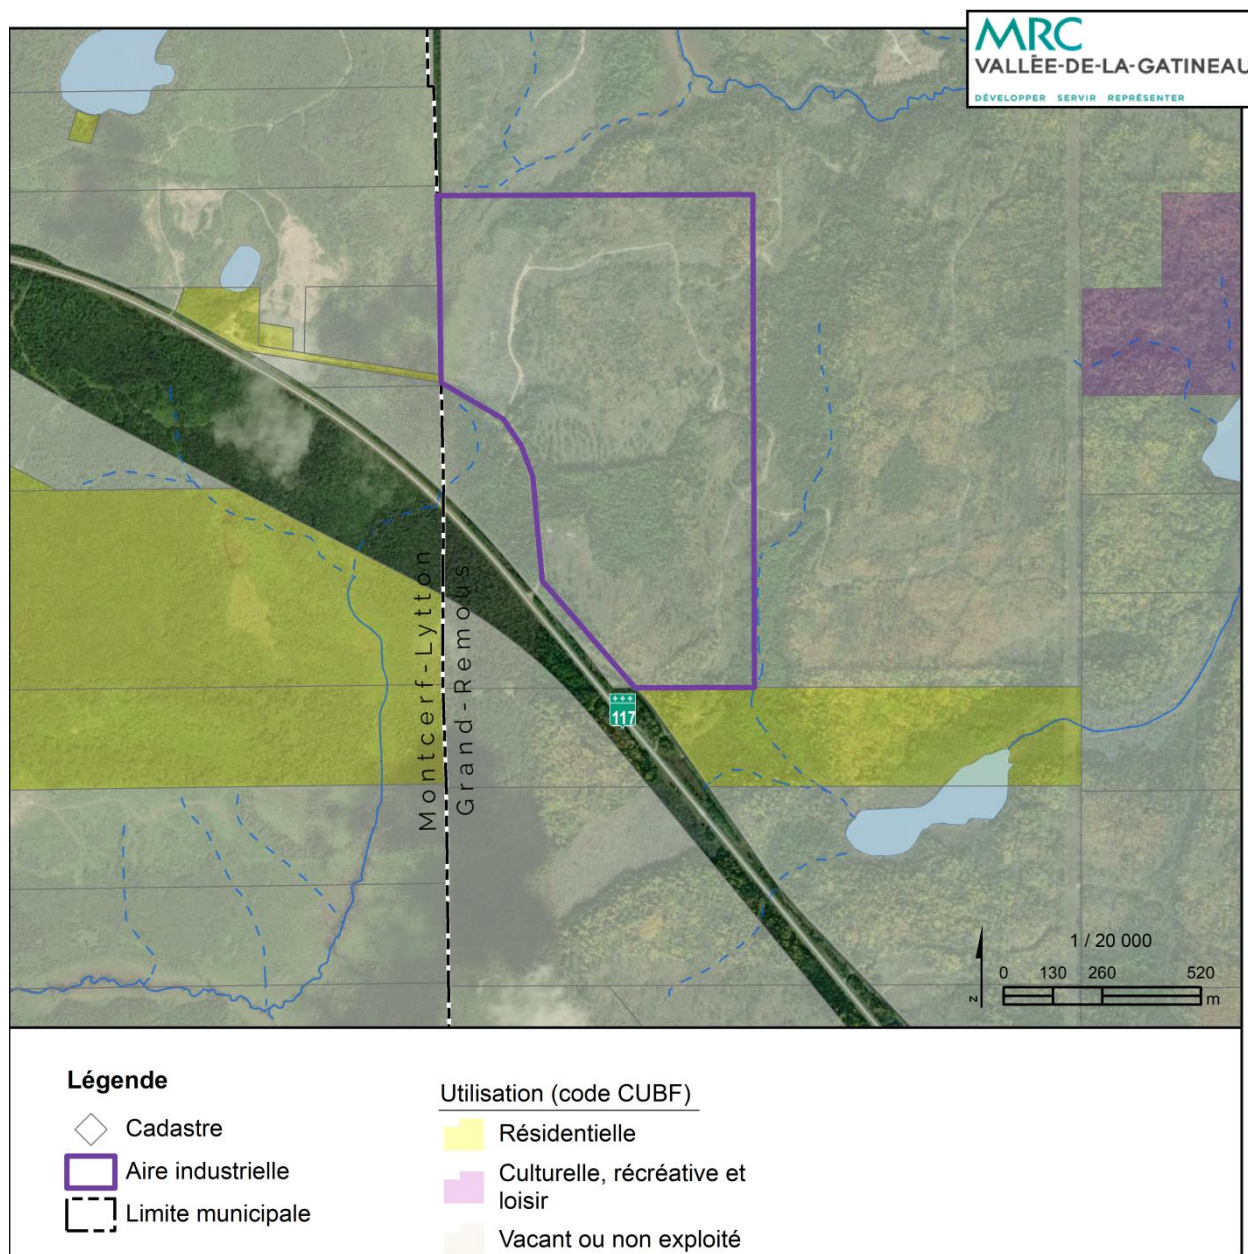 MRC
VALLÉE-DE-LA-GATINEAU
DÉVELOPPER SERVIR REPRÉSENTER
Montcerf-Lytton
Grand-Remous
117
1 / 20 000
0 130 260 520
m
N
Légende
Cadastre
Aire industrielle
Limite municipale
Utilisation (code CUBF)
Résidentielle
Culturelle, récréative et
loisir
Vacant ou non exploité